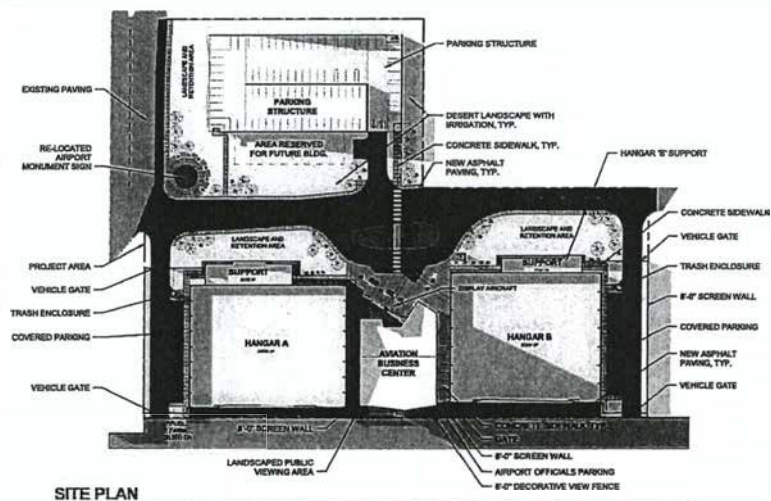 PARKING STRUCTURE
LANDSCAPE AND
RETENTION AREA
EXISTING PAVING
PARKING
STRUCTURE
DESERT LANDSCAPE WITH
IRRIGATION, TYP.
AREA RESERVED
FOR FUTURE BLDG.
RE-LOCATED
AIRPORT
MONUMENT SIGN
CONCRETE SIDEWALK, TYP.
HANGAR 'B' SUPPORT
NEW ASPHALT
PAVING, TYP.
CONCRETE SIDEWALK
LANDSCAPE AND
RETENTION AREA
LANDSCAPE AND
RETENTION AREA
VEHICLE GATE
PROJECT AREA
SUPPORT
SUPPORT
TRASH ENCLOSURE
VEHICLE GATE
DISPLAY AIRCRAFT
8'-0" SCREEN WALL
TRASH ENCLOSURE
COVERED PARKING
COVERED PARKING
HANGAR A
HANGAR B
AVIATION
BUSINESS
CENTER
NEW ASPHALT
PAVING, TYP.
VEHICLE GATE
VEHICLE GATE
8'-0" SCREEN WALL
CONCRETE SIDEWALK, TYP.
GATE
8'-0" SCREEN WALL
LANDSCAPED PUBLIC
VIEWING AREA
AIRPORT OFFICIALS PARKING
6'-0" DECORATIVE VIEW FENCE
SITE PLAN